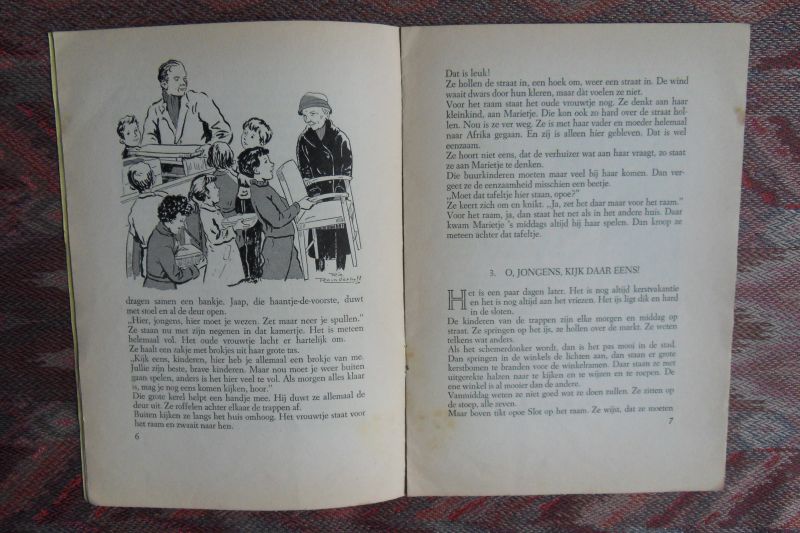 Rie
Reinderhoff
dragen samen een bankje. Jaap, die haantje-de-voorste, duwt
met stoel en al de deur open.
„Hier, jongens, hier moet je wezen. Zet maar neer je spullen."
Ze staan nu met zijn negenen in dat kamertje. Het is meteen
helemaal vol. Het oude vrouwtje lacht er hartelijk om.
Ze haalt een zakje met brokjes uit haar grote tas.
„Kijk eens, kinderen, hier heb je allemaal een brokje van me.
Jullie zijn beste, brave kinderen. Maar nou moet je weer buiten
gaan spelen, anders is het hier veel te vol. Als morgen alles klaar
is, mag je nog eens komen kijken, hoor."
Die grote kerel helpt een handje mee. Hij duwt ze allemaal de
deur uit. Ze roffelen achter elkaar de trappen af.
Buiten kijken ze langs het huis omhoog. Het vrouwtje staat voor
het raam en zwaait naar hen.
6
Dat is leuk!
Ze hollen de straat in, een hoek om, weer een straat in. De wind
waait dwars door hun kleren, maar dàt voelen ze niet.
Voor het raam staat het oude vrouwtje nog. Ze denkt aan haar
kleinkind, aan Marietje. Die kon ook zo hard over de straat hol-
len. Nou is ze ver weg. Ze is met haar vader en moeder helemaal
naar Afrika gegaan. En zij is alleen hier gebleven. Dat is wel
eenzaam.
Ze hoort niet eens, dat de verhuizer wat aan haar vraagt, zo staat
ze aan Marietje te denken.
Die buurkinderen moeten maar veel bij haar komen. Dan ver-
geet ze de eenzaamheid misschien een beetje.
„Moet dat tafeltje hier staan, opoe?"
Ze keert zich om en knikt. „Ja, zet het daar maar voor het raam."
Voor het raam, ja, dan staat het net als in het andere huis. Daar
kwam Marietje 's middags altijd bij haar spelen. Dan kroop ze
meteen achter dat tafeltje.
3. O, JONGENS, KIJK DAAR EENS!
Het is een paar dagen later. Het is nog altijd kerstvakantie
en het is nog altijd aan het vriezen. Het ijs ligt dik en hard
in de sloten.
De kinderen van de trappen zijn elke morgen en middag op
straat. Ze springen op het ijs, ze hollen over de markt. Ze weten
telkens wat anders.
Als het schemerdonker wordt, dan is het pas mooi in de stad.
Dan springen in de winkels de lichten aan, dan staan er grote
kerstbomen te branden voor de winkelramen. Daar staan ze met
uitgerekte halzen naar te kijken en te wijzen en te roepen. De
ene winkel is al mooier dan de andere.
Vanmiddag weten ze niet goed wat ze doen zullen. Ze zitten op
de stoep, alle zeven.
Maar boven tikt opoe Slot op het raam. Ze wijst, dat ze moeten
7